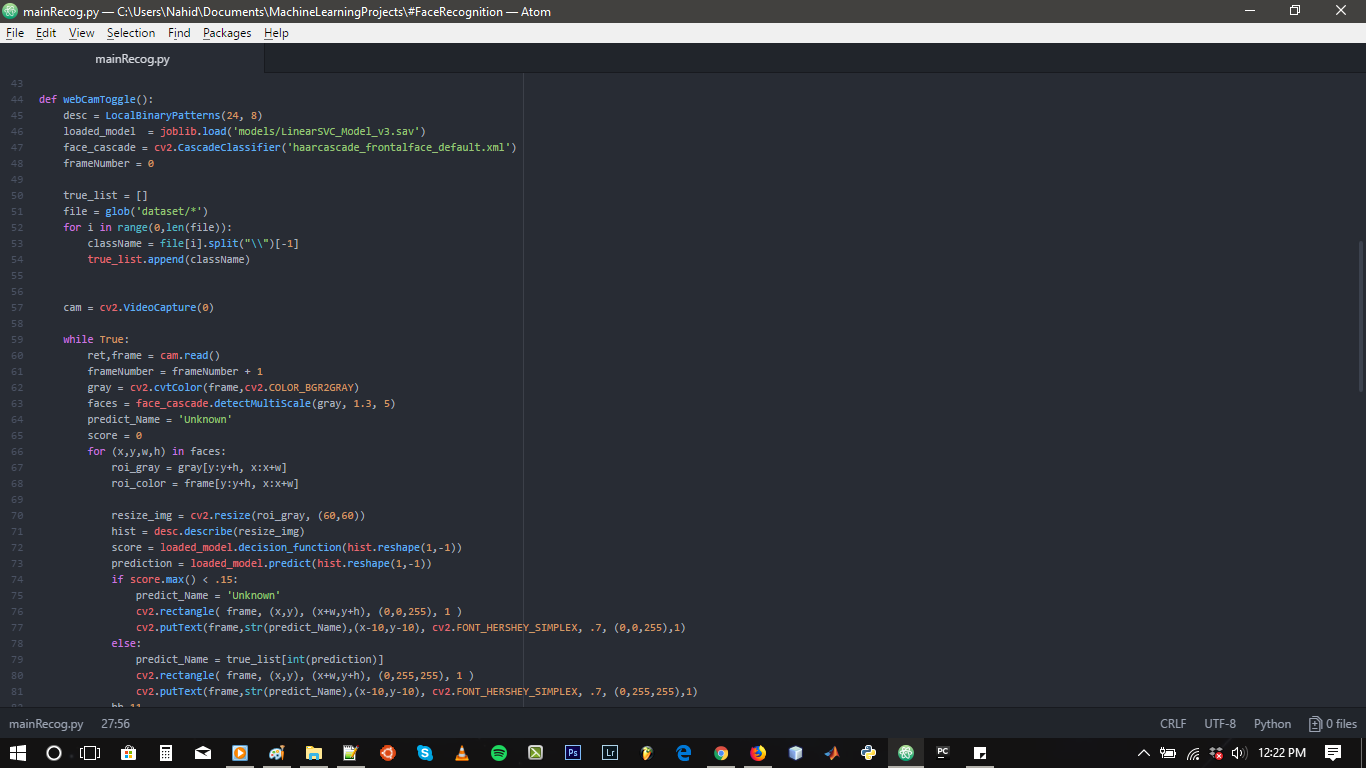 mainRecog.py — C:\Users\Nahid\Documents\MachineLearningProjects\#FaceRecognition — Atom
File Edit View Selection Find Packages Help
mainRecog.py
43
44 def webCamToggle():
45 desc = LocalBinaryPatterns(24, 8)
46 loaded_model  = joblib.load('models/LinearSVC_Model_v3.sav')
47 face_cascade = cv2.CascadeClassifier('haarcascade_frontalface_default.xml')
48 frameNumber = 0
49
50 true_list = []
51 file = glob('dataset/*')
52 for i in range(0,len(file)):
53 className = file[i].split("\\")[-1]
54 true_list.append(className)
55
56
57 cam = cv2.VideoCapture(0)
58
59 while True:
60 ret,frame = cam.read()
61 frameNumber = frameNumber + 1
62 gray = cv2.cvtColor(frame,cv2.COLOR_BGR2GRAY)
63 faces = face_cascade.detectMultiScale(gray, 1.3, 5)
64 predict_Name = 'Unknown'
65 score = 0
66 for (x,y,w,h) in faces:
67 roi_gray = gray[y:y+h, x:x+w]
68 roi_color = frame[y:y+h, x:x+w]
69
70 resize_img = cv2.resize(roi_gray, (60,60))
71 hist = desc.describe(resize_img)
72 score = loaded_model.decision_function(hist.reshape(1,-1))
73 prediction = loaded_model.predict(hist.reshape(1,-1))
74 if score.max() < .15:
75 predict_Name = 'Unknown'
76 cv2.rectangle( frame, (x,y), (x+w,y+h), (0,0,255), 1 )
77 cv2.putText(frame,str(predict_Name),(x-10,y-10), cv2.FONT_HERSHEY_SIMPLEX, .7, (0,0,255),1)
78 else:
79 predict_Name = true_list[int(prediction)]
80 cv2.rectangle( frame, (x,y), (x+w,y+h), (0,255,255), 1 )
81 cv2.putText(frame,str(predict_Name),(x-10,y-10), cv2.FONT_HERSHEY_SIMPLEX, .7, (0,255,255),1)
mainRecog.py 27:56 CRLF UTF-8 Python 0 files
Ps Lr PC 12:22 PM